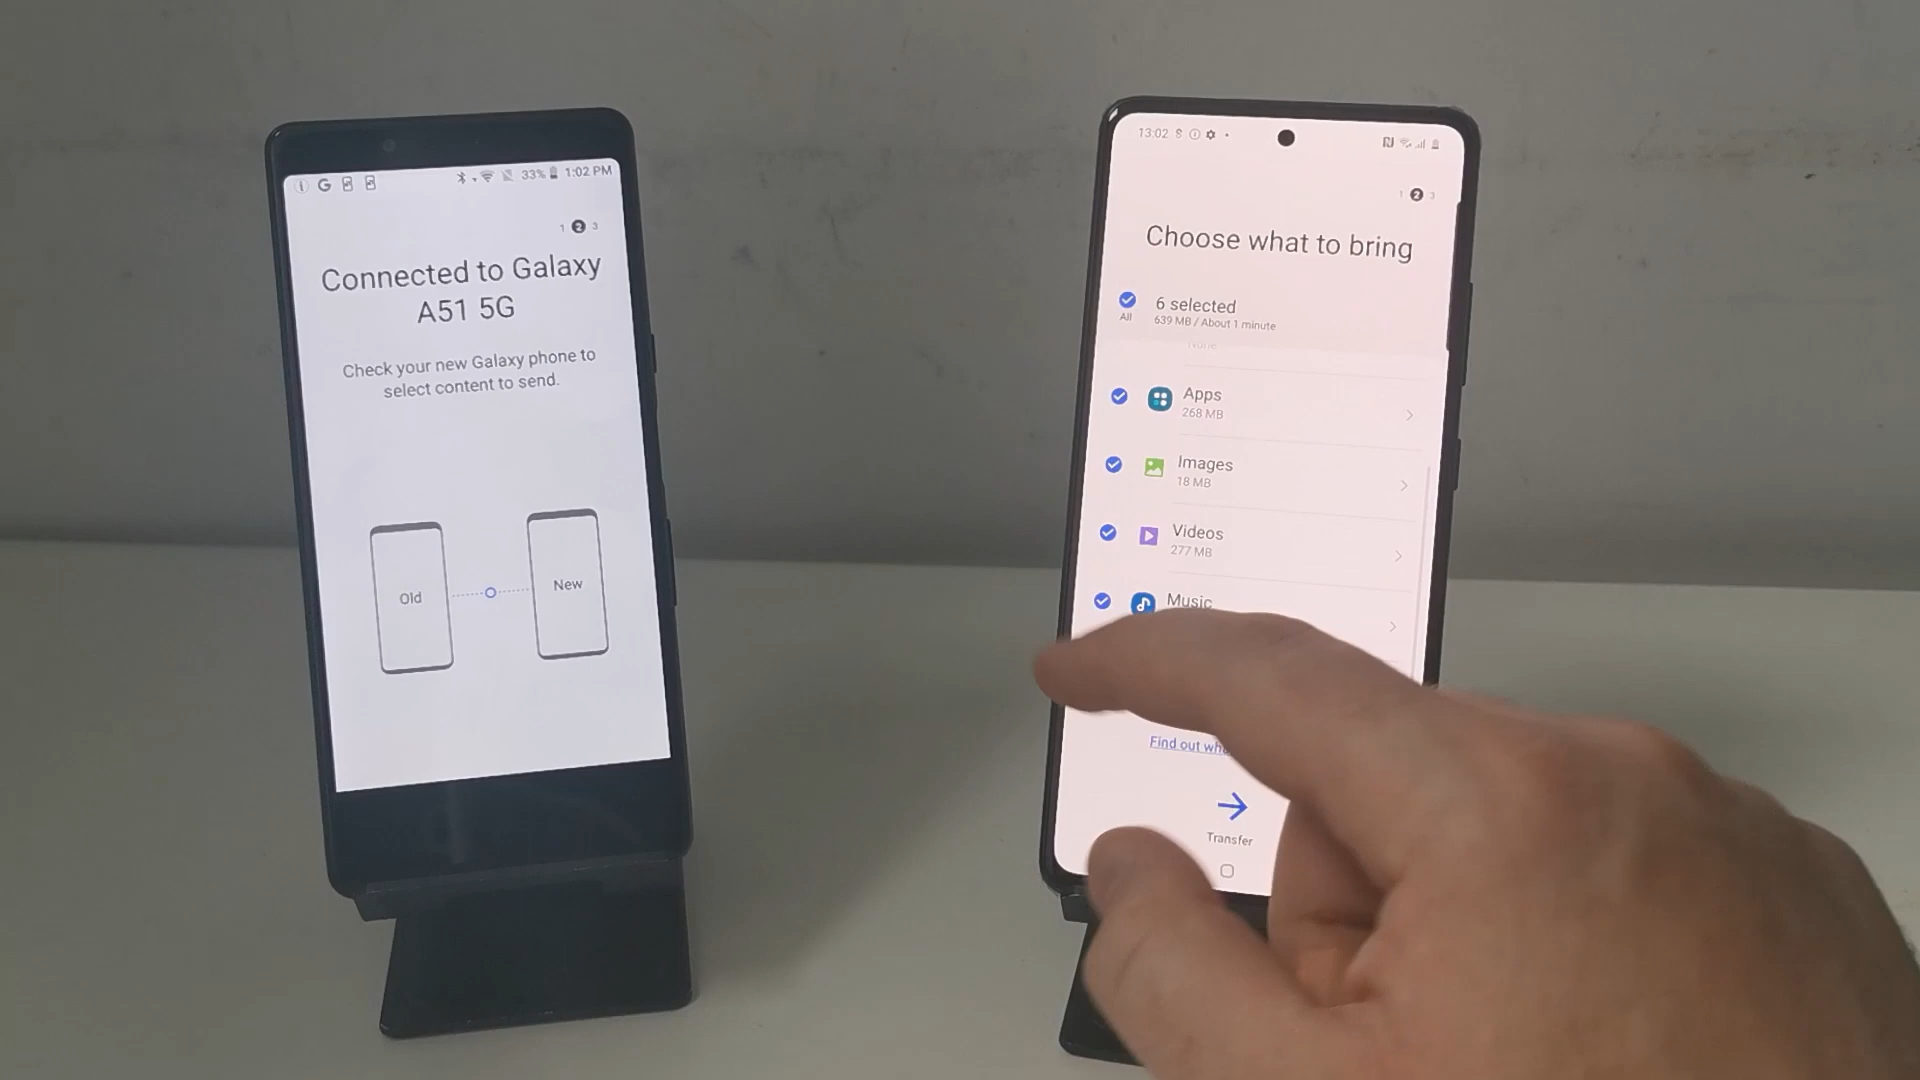 33% 1:02 PM
1 2 3
Connected to Galaxy
A51 5G
Check your new Galaxy phone to
select content to send.
Old
New
13:02
1 2 3
Choose what to bring
All
6 selected
639 MB / About 1 minute
None
Apps
268 MB
Images
18 MB
Videos
277 MB
Music
Find out
Transfer